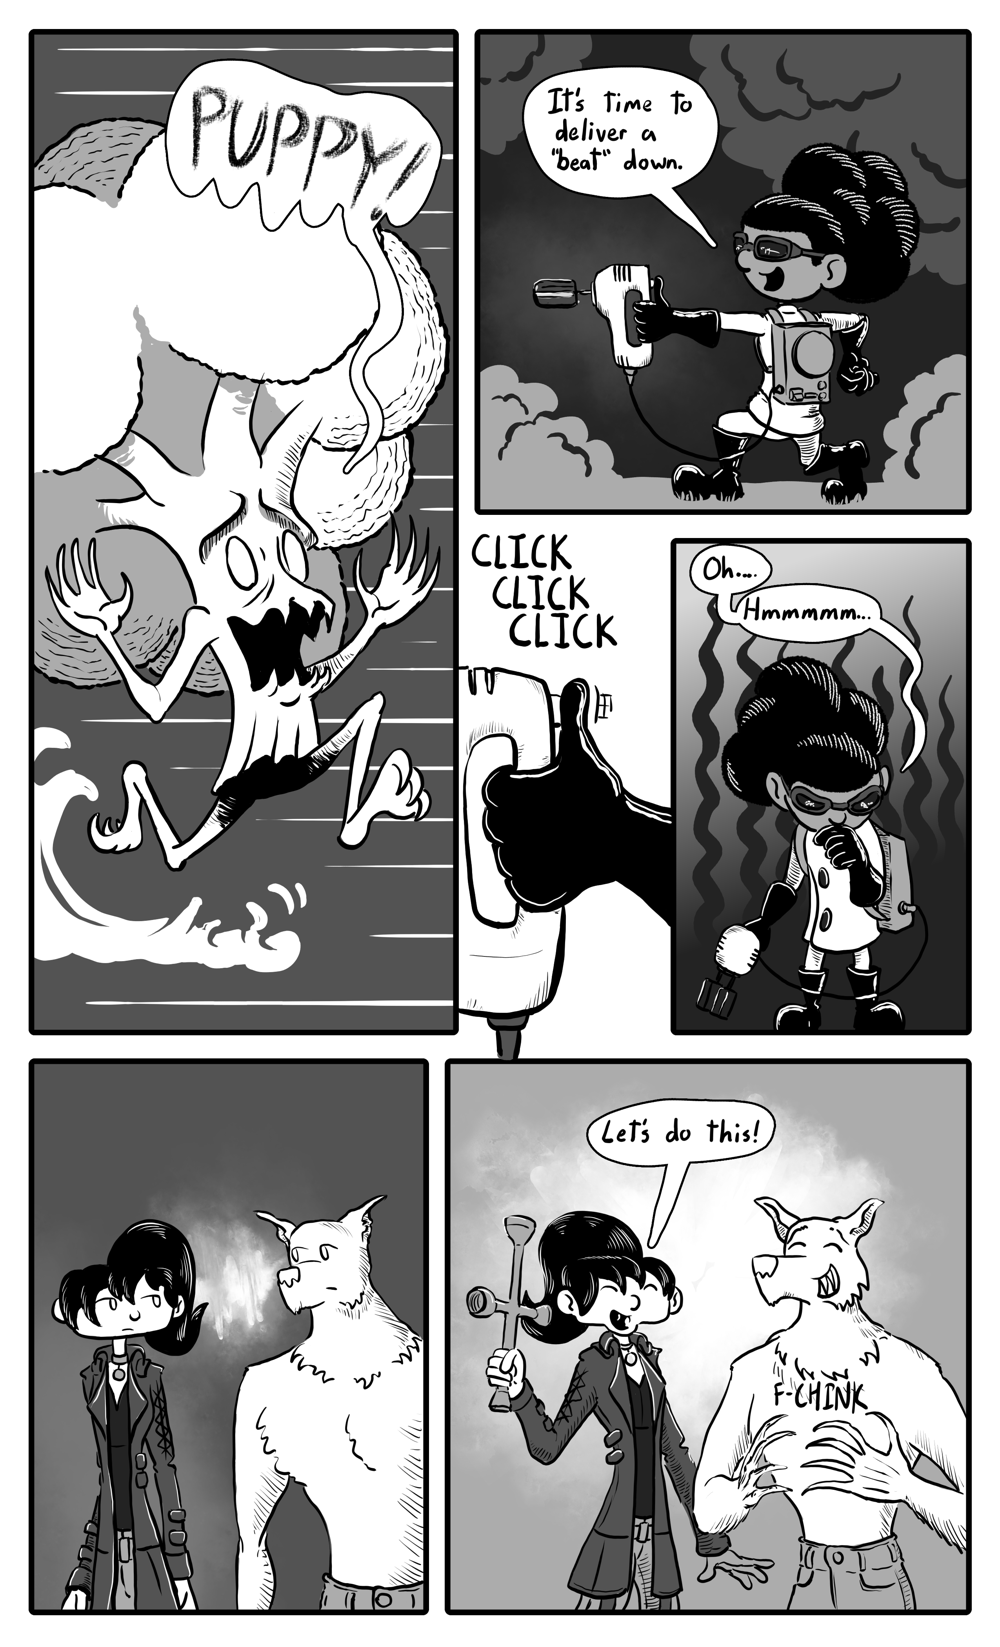 PUPPY!
It's time to
deliver a
"beat" down.
CLICK
CLICK
CLICK
Oh....
Hmmmmm...
Let's do this!
F-CHINK